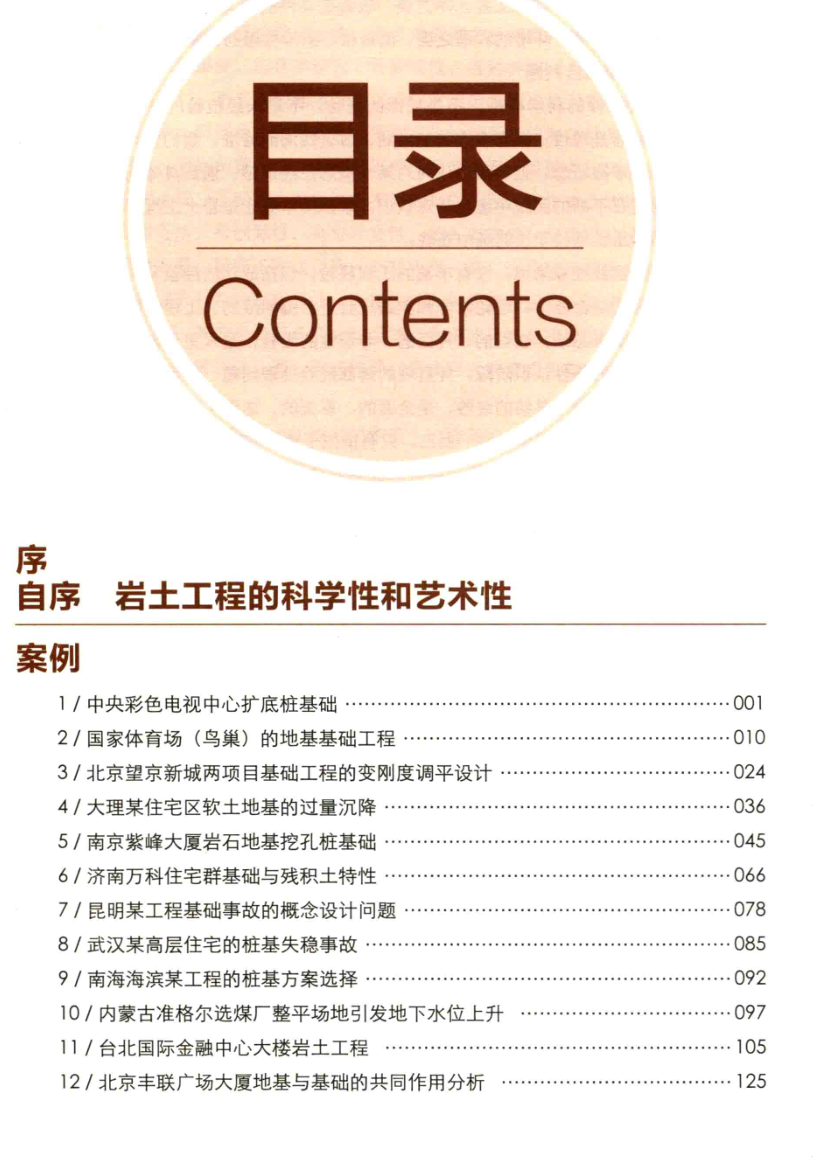 目录
Contents
序
自序 岩土工程的科学性和艺术性
案例
1 / 中央彩色电视中心扩底桩基础 ························ 001
2 / 国家体育场（鸟巢）的地基基础工程 ························ 010
3 / 北京望京新城两项目基础工程的变刚度调平设计 ························ 024
4 / 大理某住宅区软土地基的过量沉降 ························ 036
5 / 南京紫峰大厦岩石地基挖孔桩基础 ························ 045
6 / 济南万科住宅群基础与残积土特性 ························ 066
7 / 昆明某工程基础事故的概念设计问题 ························ 078
8 / 武汉某高层住宅的桩基失稳事故 ························ 085
9 / 南海海滨某工程的桩基方案选择 ························ 092
10 / 内蒙古准格尔选煤厂整平场地引发地下水位上升 ························ 097
11 / 台北国际金融中心大楼岩土工程 ························ 105
12 / 北京丰联广场大厦地基与基础的共同作用分析 ························ 125